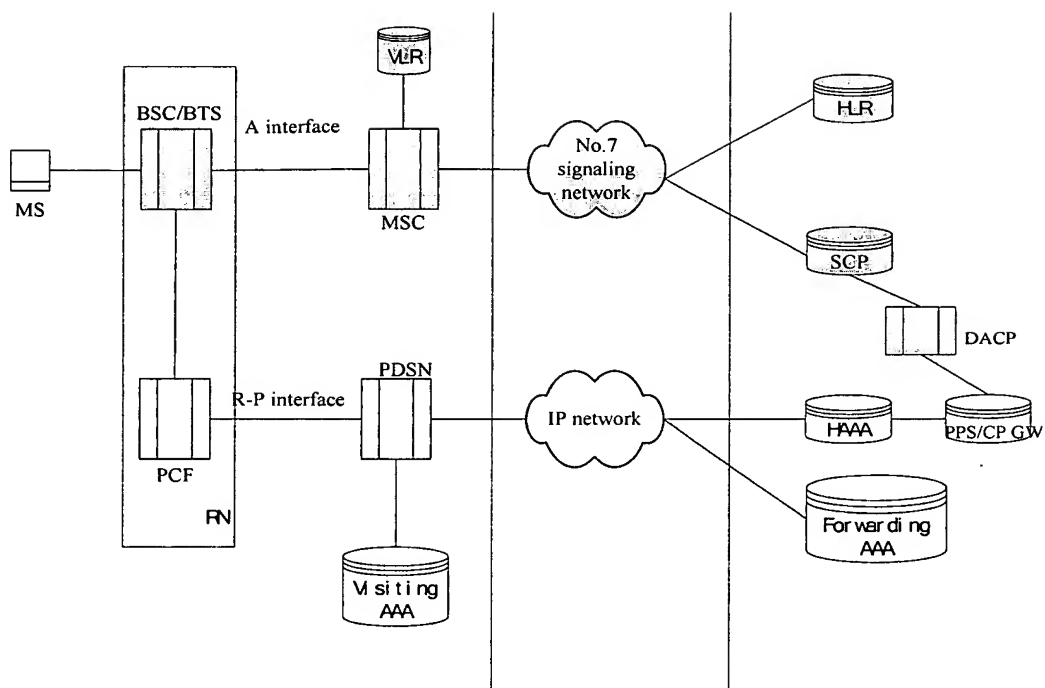 VLR
BSC/BTS
A interface
HLR
No.7
signaling
network
MS
MSC
SCP
DACP
PDSN
R-P interface
IP network
HAAA
PPS/CP GW
PCF
RN
Forwarding
AAA
Visiting
AAA